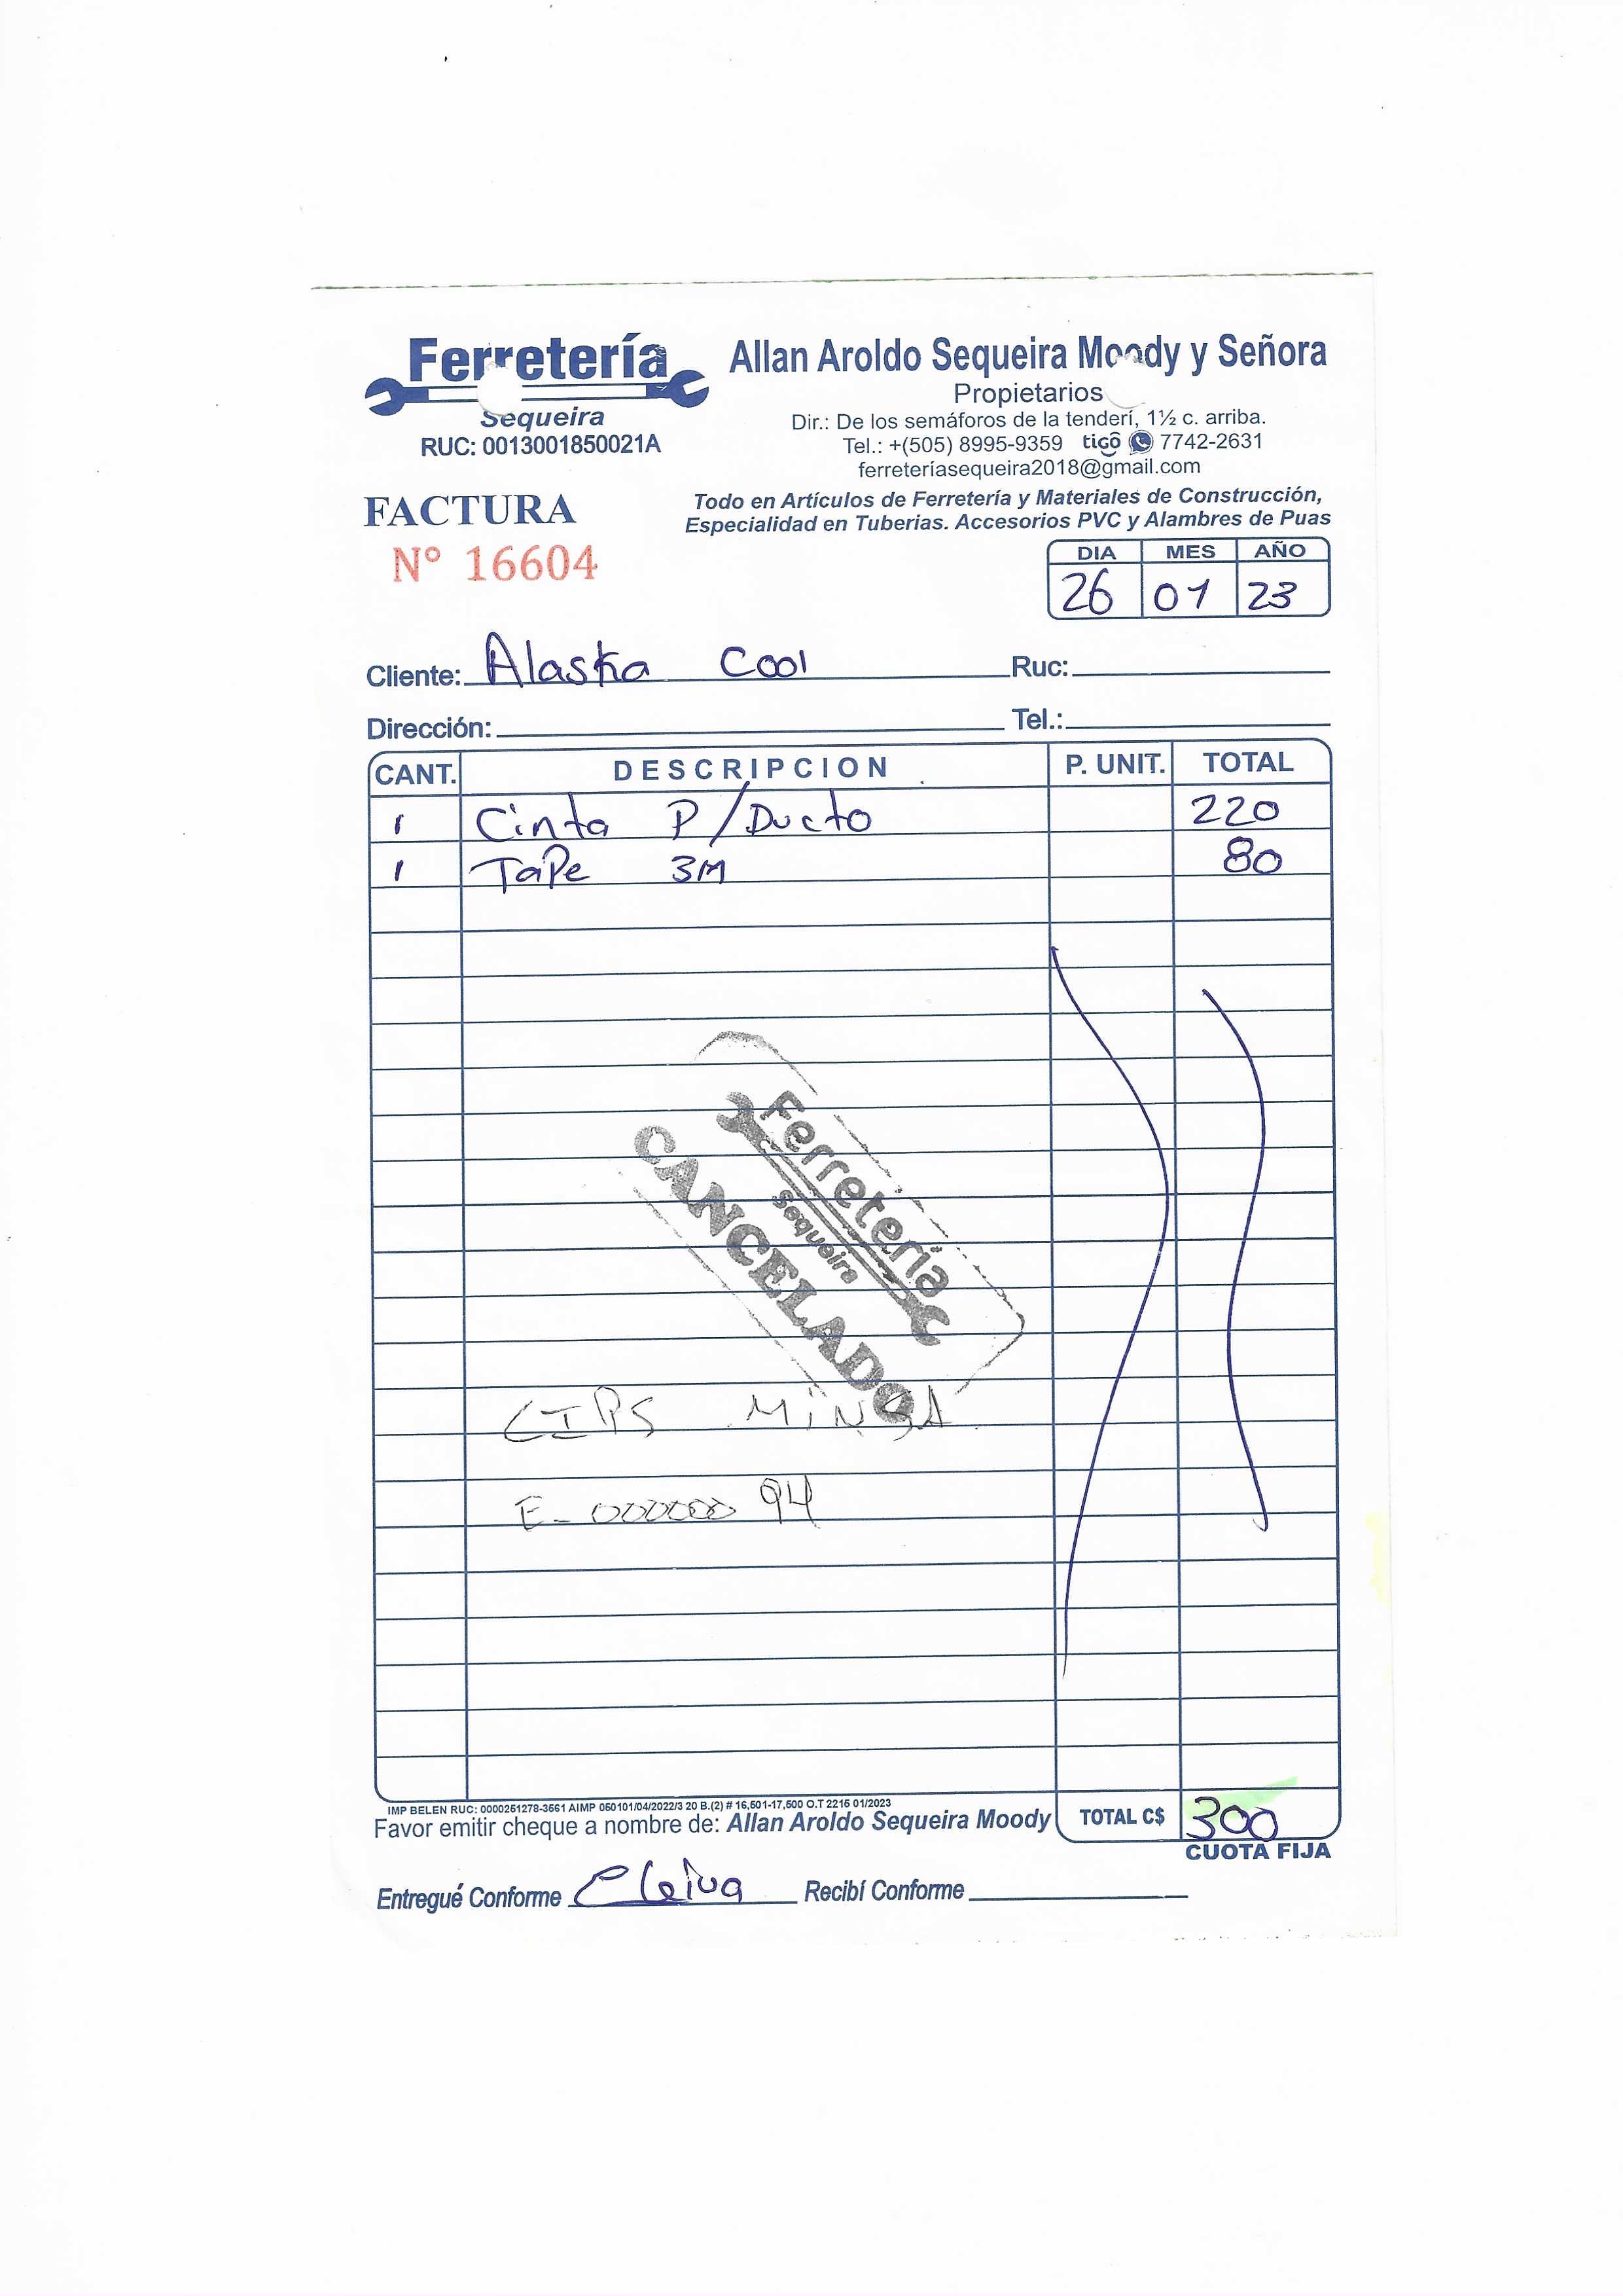 Ferretería
Sequeira
RUC: 0013001850021A
Allan Aroldo Sequeira Moody y Señora
Propietarios
Dir.: De los semáforos de la tenderí, 1½ c. arriba.
Tel.: +(505) 8995-9359 tigo 7742-2631
ferreteríasequeira2018@gmail.com
FACTURA
Nº 16604
Todo en Artículos de Ferretería y Materiales de Construcción,
Especialidad en Tuberias. Accesorios PVC y Alambres de Puas
DIA MES AÑO
26 01 23
Cliente: Alaska Cool Ruc:
Dirección: Tel.:
CANT. DESCRIPCION P. UNIT. TOTAL
1 Cinta P/Ducto 220
1 TaPe 3M 80
Ferretería
Sequeira
CANCELADO
MiNSA
E- 000000 94
IMP BELEN RUC: 0000251278-3561 AIMP 050101/04/2022/3 20 B.(2) # 16,501-17,500 O.T 2215 01/2023
Favor emitir cheque a nombre de: Allan Aroldo Sequeira Moody TOTAL C$ 300
CUOTA FIJA
Entregué Conforme Recibí Conforme